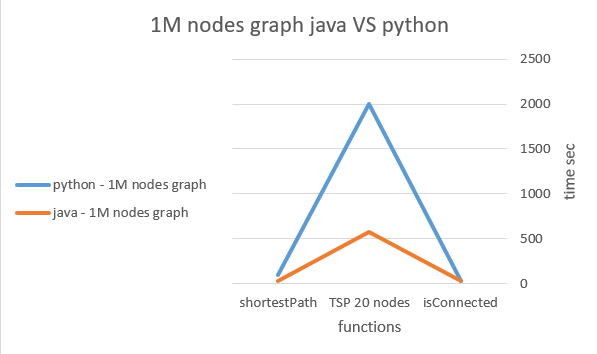 1M nodes graph java VS python
2500
2000
1500
1000
500
0
time sec
python - 1M nodes graph
java - 1M nodes graph
shortestPath TSP 20 nodes isConnected
functions